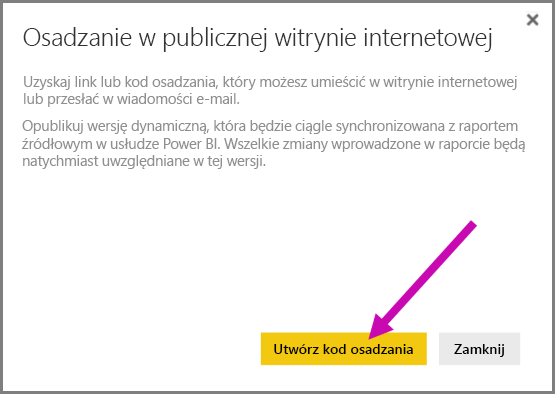 Osadzanie w publicznej witrynie internetowej
Uzyskaj link lub kod osadzania, który możesz umieścić w witrynie internetowej
lub przesłać w wiadomości e-mail.
Opublikuj wersję dynamiczną, która będzie ciągle synchronizowana z raportem
źródłowym w usłudze Power BI. Wszelkie zmiany wprowadzone w raporcie będą
natychmiast uwzględniane w tej wersji.
Utwórz kod osadzania Zamknij